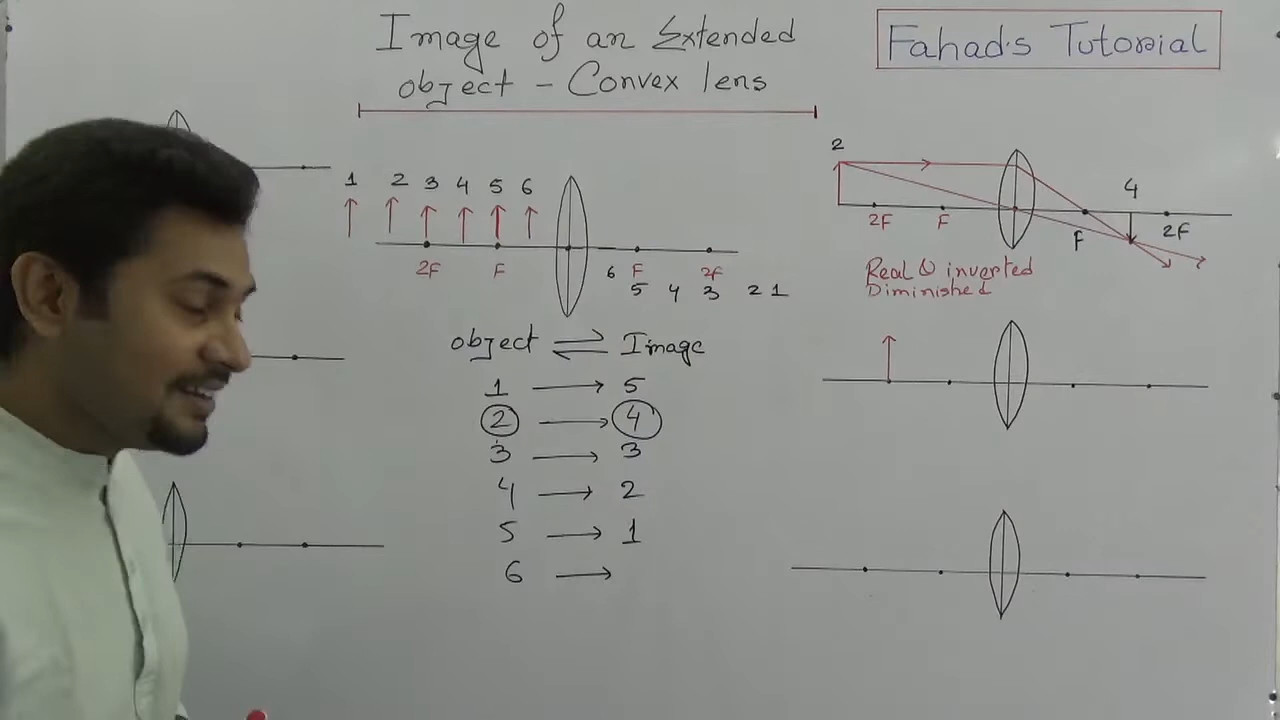 Image of an Extended
object - Convex lens
Fahad's Tutorial
1 2 3 4 5 6
2F F
6 F 2F
5 4 3 2 1
object ⇌ Image
1 → 5
2 → 4
3 → 3
4 → 2
5 → 1
6 →
2
4
2F F F 2F
Real & inverted
Diminished